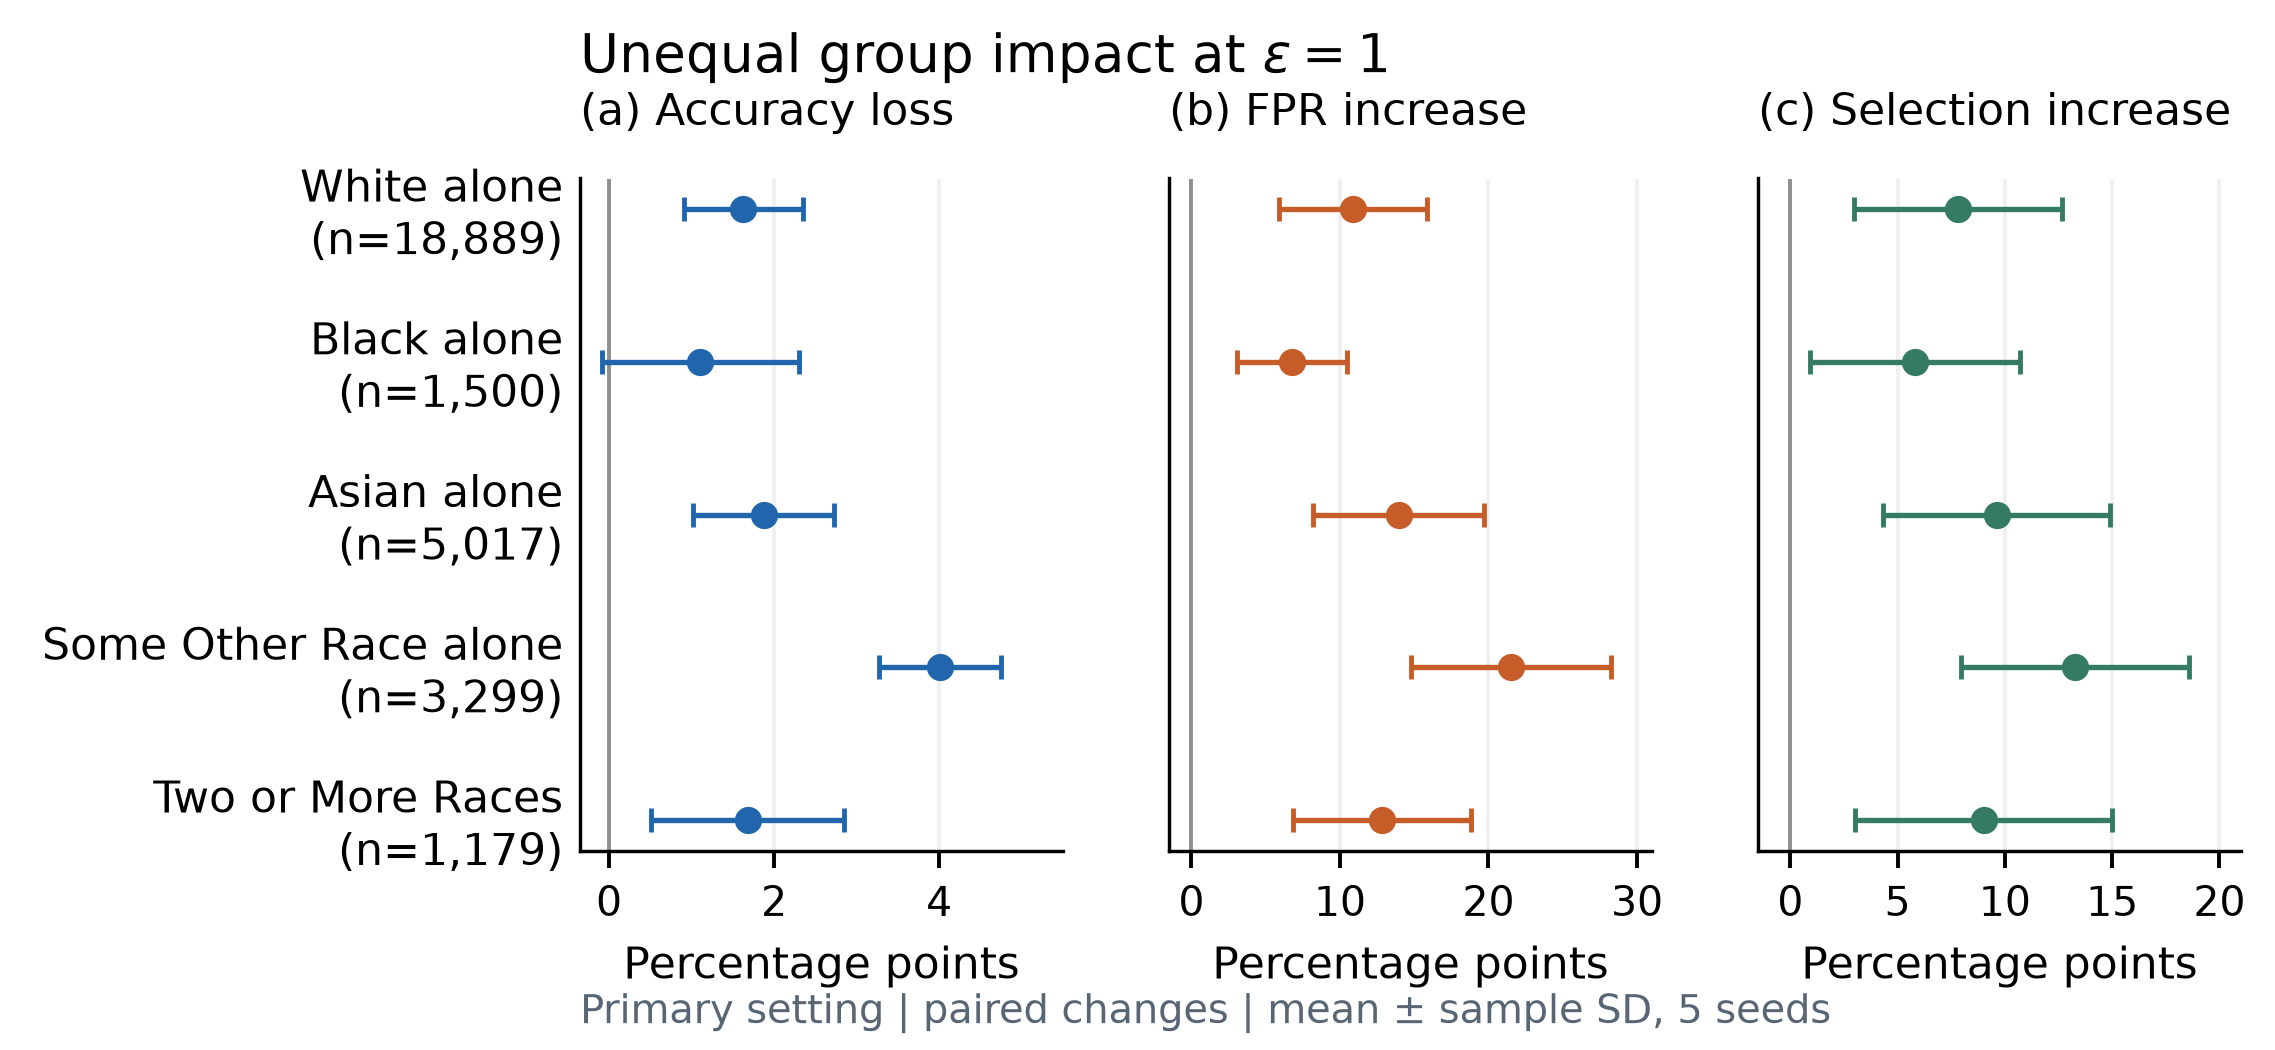 Unequal group impact at ε = 1
(a) Accuracy loss
(b) FPR increase
(c) Selection increase
White alone
(n=18,889)
Black alone
(n=1,500)
Asian alone
(n=5,017)
Some Other Race alone
(n=3,299)
Two or More Races
(n=1,179)
0 2 4
0 10 20 30
0 5 10 15 20
Percentage points
Percentage points
Percentage points
Primary setting | paired changes | mean ± sample SD, 5 seeds